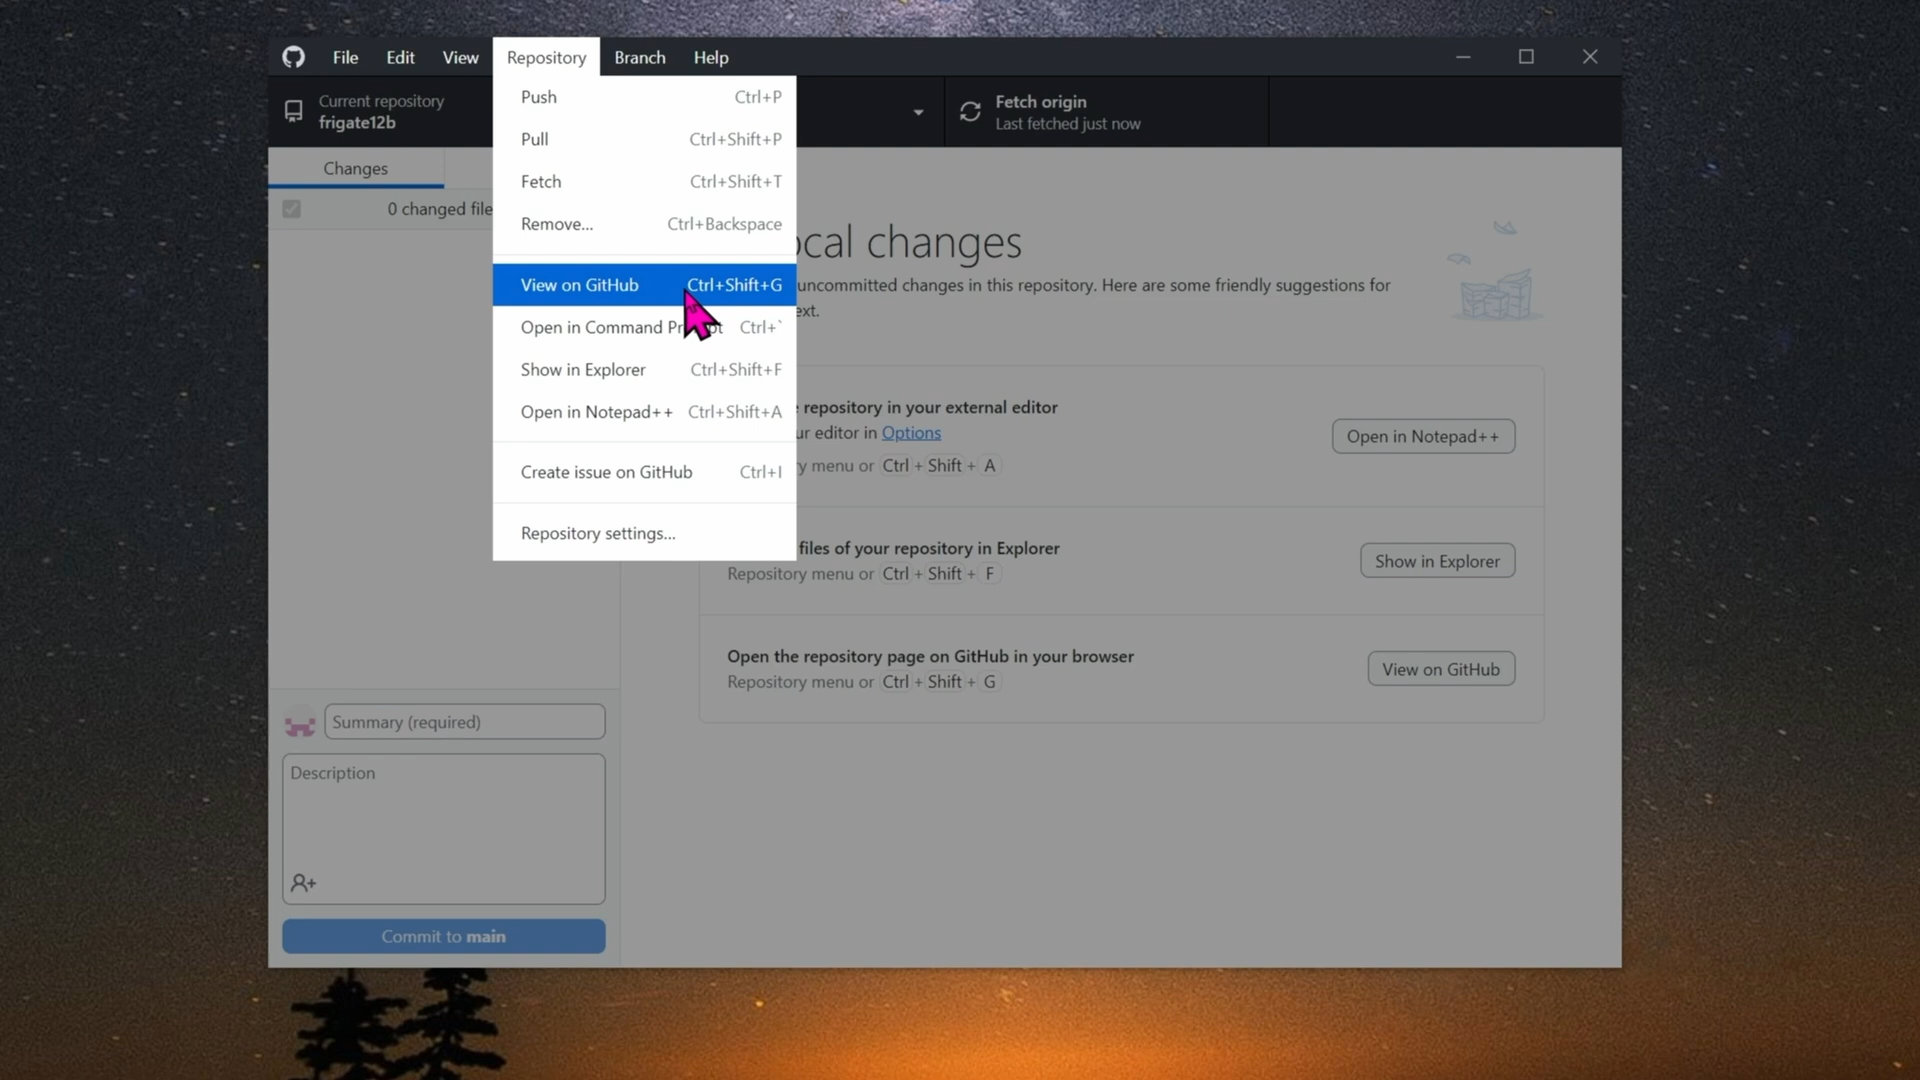 File Edit View Repository Branch Help
Current repository
frigate12b
Fetch origin
Last fetched just now
Push Ctrl+P
Pull Ctrl+Shift+P
Fetch Ctrl+Shift+T
Remove... Ctrl+Backspace
View on GitHub Ctrl+Shift+G
Open in Command Ctrl+`
Show in Explorer Ctrl+Shift+F
Open in Notepad++ Ctrl+Shift+A
Create issue on GitHub Ctrl+I
Repository settings...
Changes
0 changed file
Summary (required)
Description
Commit to main
changes
uncommitted changes in this repository. Here are some friendly suggestions for
repository in your external editor
editor in Options
menu or Ctrl + Shift + A
Open in Notepad++
files of your repository in Explorer
Repository menu or Ctrl + Shift + F
Show in Explorer
Open the repository page on GitHub in your browser
Repository menu or Ctrl + Shift + G
View on GitHub